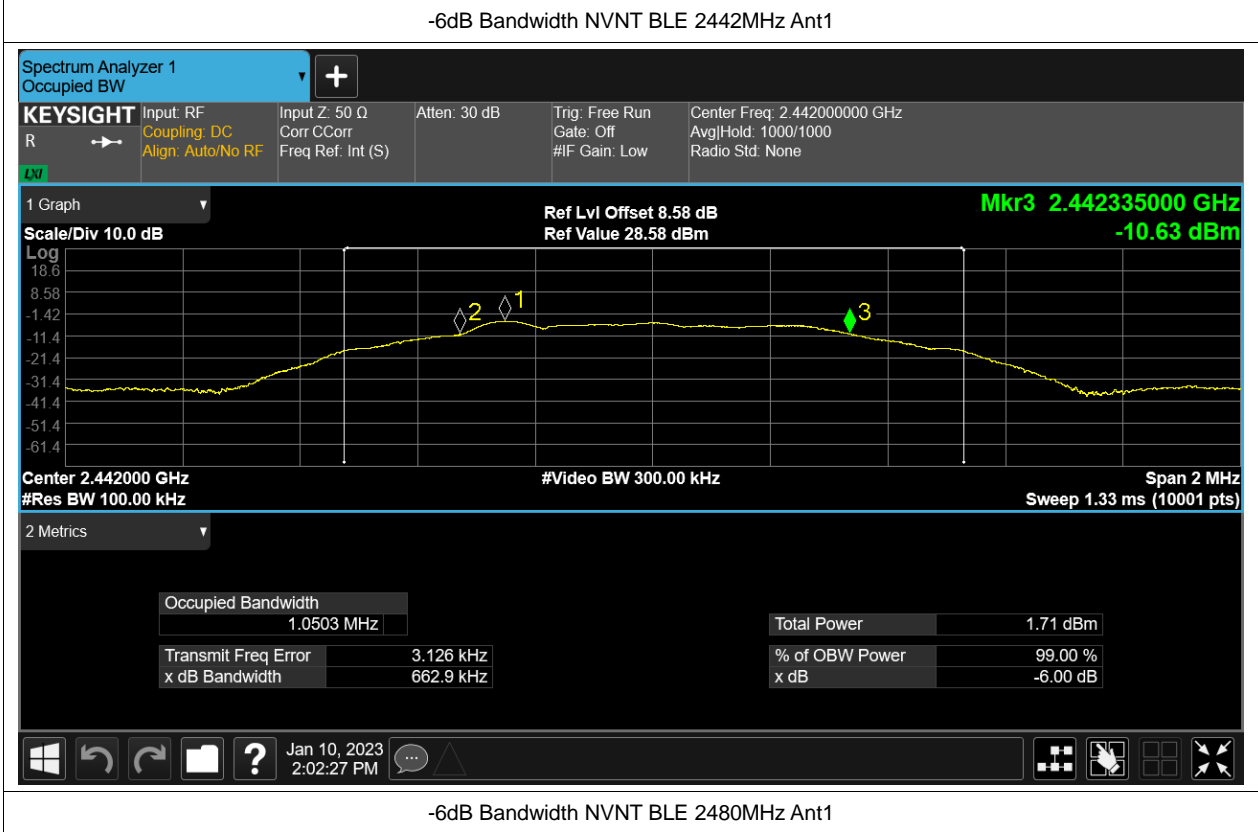 -6dB Bandwidth NVNT BLE 2442MHz Ant1
Spectrum Analyzer 1
Occupied BW
KEYSIGHT
R
LXI
Input: RF
Coupling: DC
Align: Auto/No RF
Input Z: 50 Ω
Corr CCorr
Freq Ref: Int (S)
Atten: 30 dB
Trig: Free Run
Gate: Off
#IF Gain: Low
Center Freq: 2.442000000 GHz
Avg|Hold: 1000/1000
Radio Std: None
1 Graph
Scale/Div 10.0 dB
Ref Lvl Offset 8.58 dB
Ref Value 28.58 dBm
Mkr3 2.442335000 GHz
-10.63 dBm
Log
18.6
8.58
-1.42
-11.4
-21.4
-31.4
-41.4
-51.4
-61.4
2
1
3
Center 2.442000 GHz
#Video BW 300.00 kHz
Span 2 MHz
#Res BW 100.00 kHz
Sweep 1.33 ms (10001 pts)
2 Metrics
Occupied Bandwidth
1.0503 MHz
Total Power 1.71 dBm
Transmit Freq Error 3.126 kHz
% of OBW Power 99.00 %
x dB Bandwidth 662.9 kHz
x dB -6.00 dB
?
Jan 10, 2023
2:02:27 PM
-6dB Bandwidth NVNT BLE 2480MHz Ant1